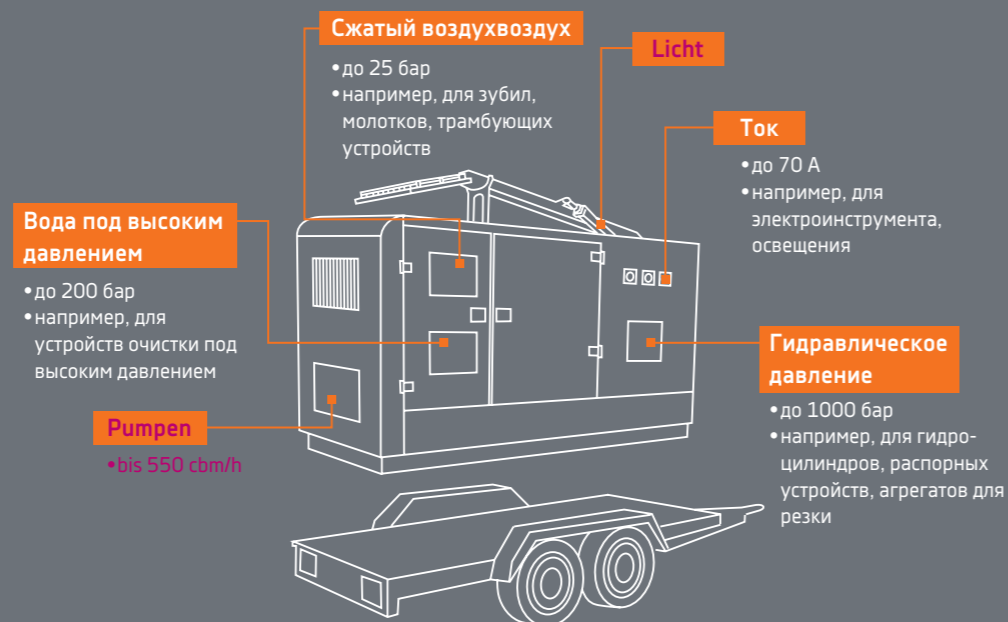 Сжатый воздухвоздух
• до 25 бар
• например, для зубил,
молотков, трамбующих
устройств
Licht
Ток
• до 70 А
• например, для
электроинструмента,
освещения
Вода под высоким
давлением
• до 200 бар
• например, для
устройств очистки под
высоким давлением
Гидравлическое
давление
• до 1000 бар
• например, для гидро-
цилиндров, распорных
устройств, агрегатов для
резки
Pumpen
• bis 550 cbm/h